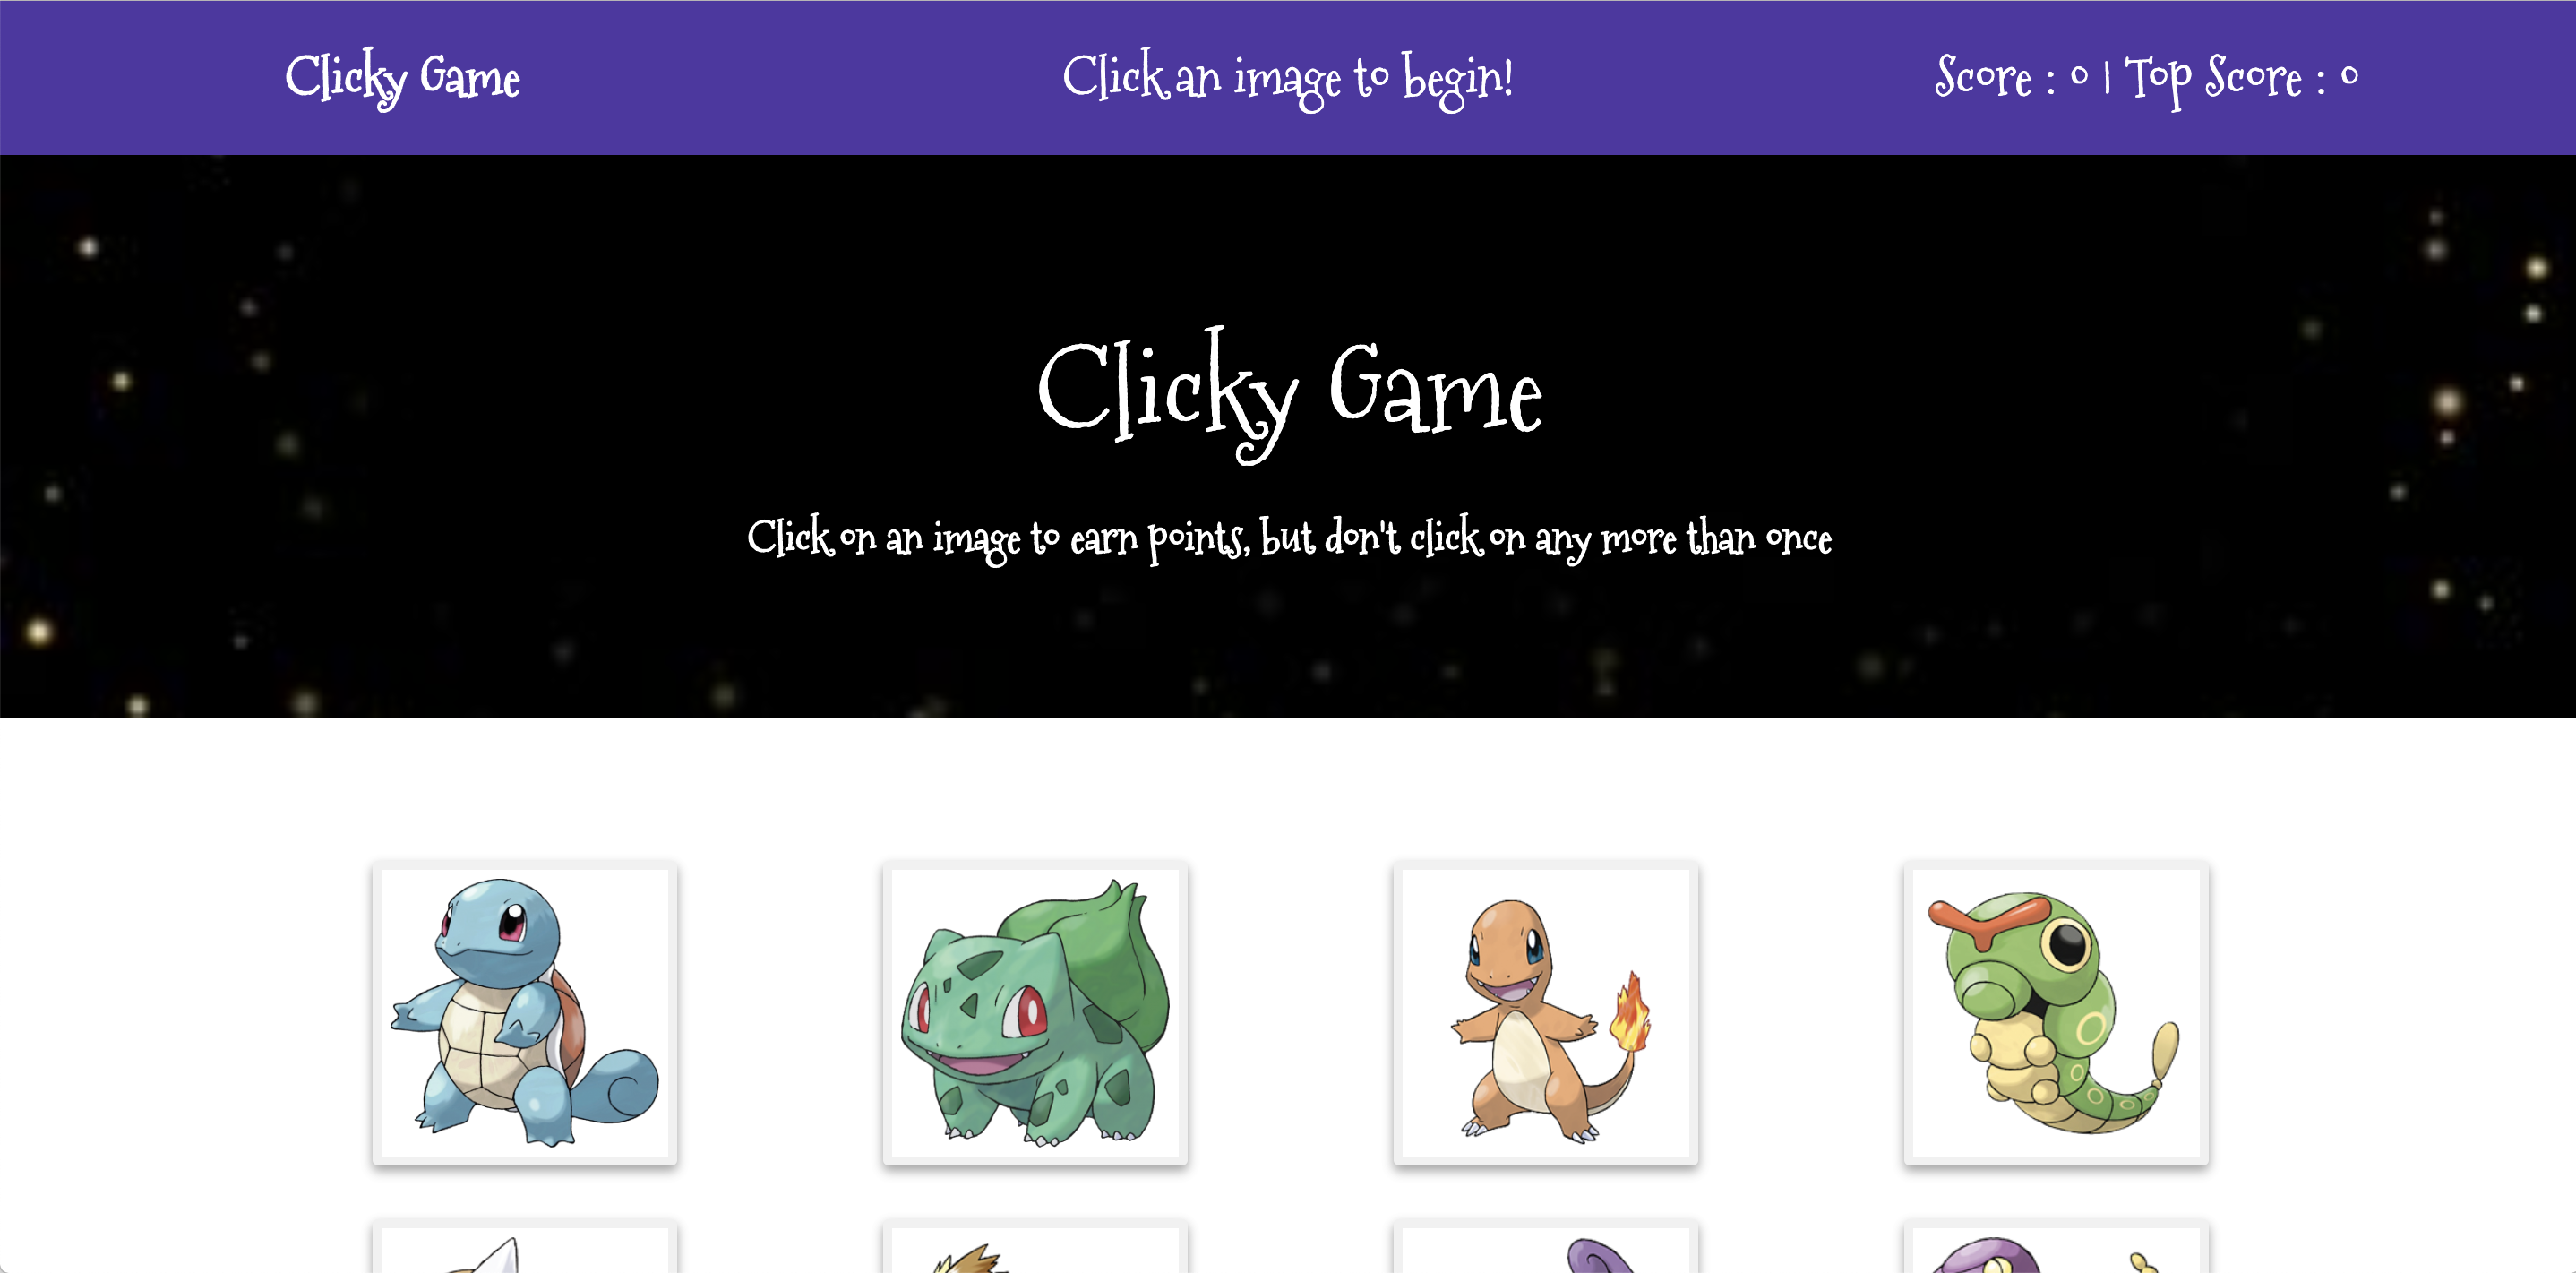 Clicky Game
Click an image to begin!
Score : 0 | Top Score : 0
Clicky Game
Click on an image to earn points, but don't click on any more than once